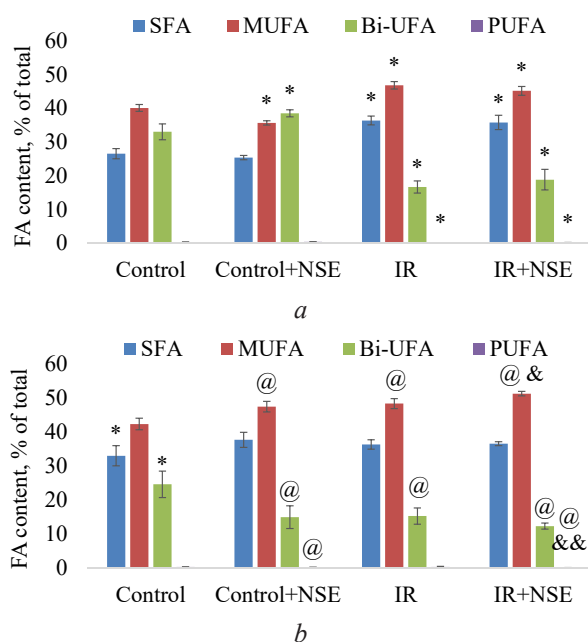 SFA MUFA Bi-UFA PUFA
FA content, % of total
60
50
40
30
20
10
0
* * * * * * * * * *
Control Control+NSE IR IR+NSE
a
SFA MUFA Bi-UFA PUFA
FA content, % of total
60
50
40
30
20
10
0
* * @ @ @ @ @ @ & @ @ &&
Control Control+NSE IR IR+NSE
b